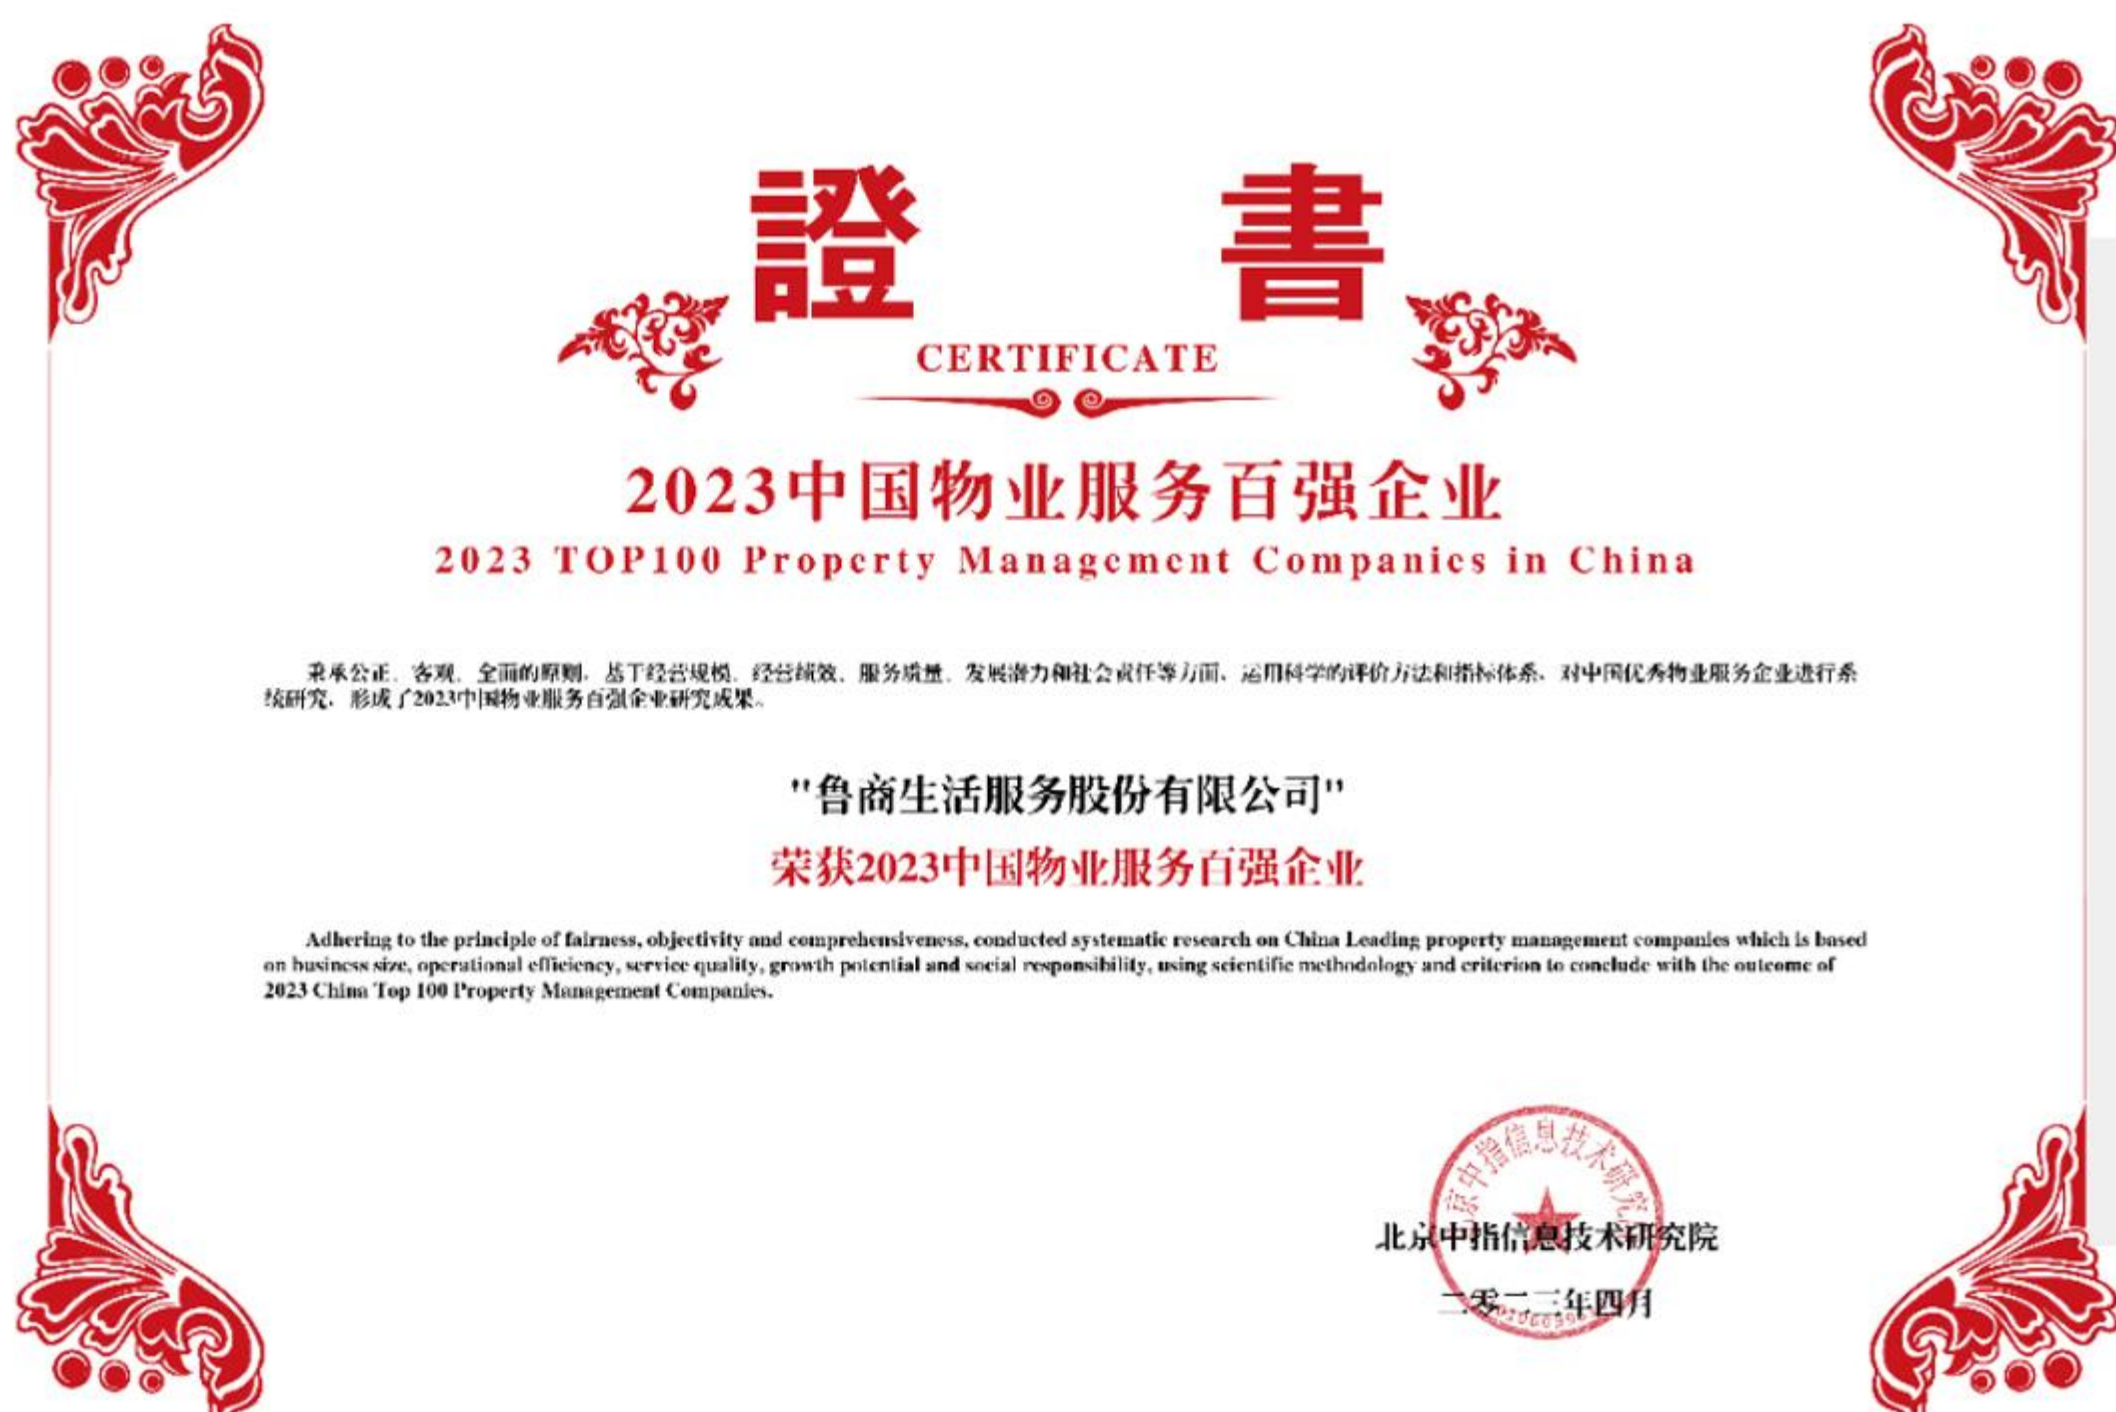 證書
CERTIFICATE
2023中国物业服务百强企业
2023 TOP100 Property Management Companies in China
秉承公正、客观、全面的原则，基于经营规模、经营绩效、服务质量、发展潜力和社会责任等方面，运用科学的评价方法和指标体系，对中国优秀物业服务企业进行系
统研究，形成了2023中国物业服务百强企业研究成果。
"鲁商生活服务股份有限公司"
荣获2023中国物业服务百强企业
Adhering to the principle of fairness, objectivity and comprehensiveness, conducted systematic research on China Leading property management companies which is based
on business size, operational efficiency, service quality, growth potential and social responsibility, using scientific methodology and criterion to conclude with the outcome of
2023 China Top 100 Property Management Companies.
京中指信息技术研究
北京中指信息技术研究院
二零二三年四月